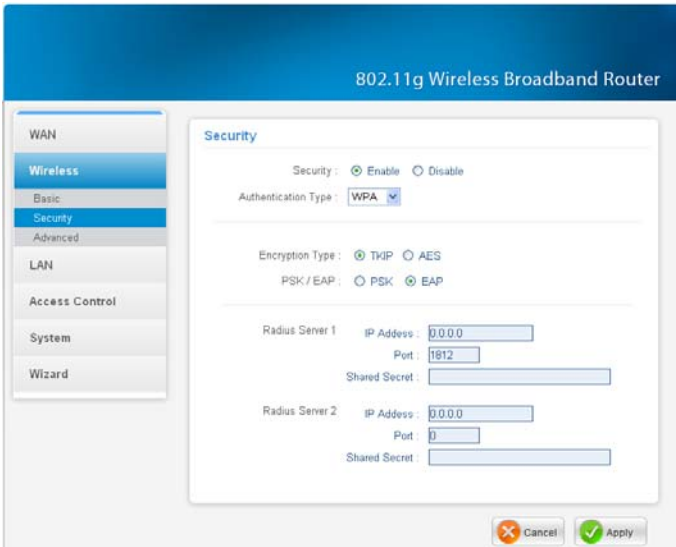 802.11g Wireless Broadband Router
WAN
Wireless
Basic
Security
Advanced
LAN
Access Control
System
Wizard
Security
Security : Enable Disable
Authentication Type : WPA
Encryption Type : TKIP AES
PSK / EAP : PSK EAP
Radius Server 1 IP Addess : 0.0.0.0
Port : 1812
Shared Secret :
Radius Server 2 IP Addess : 0.0.0.0
Port : 0
Shared Secret :
Cancel Apply